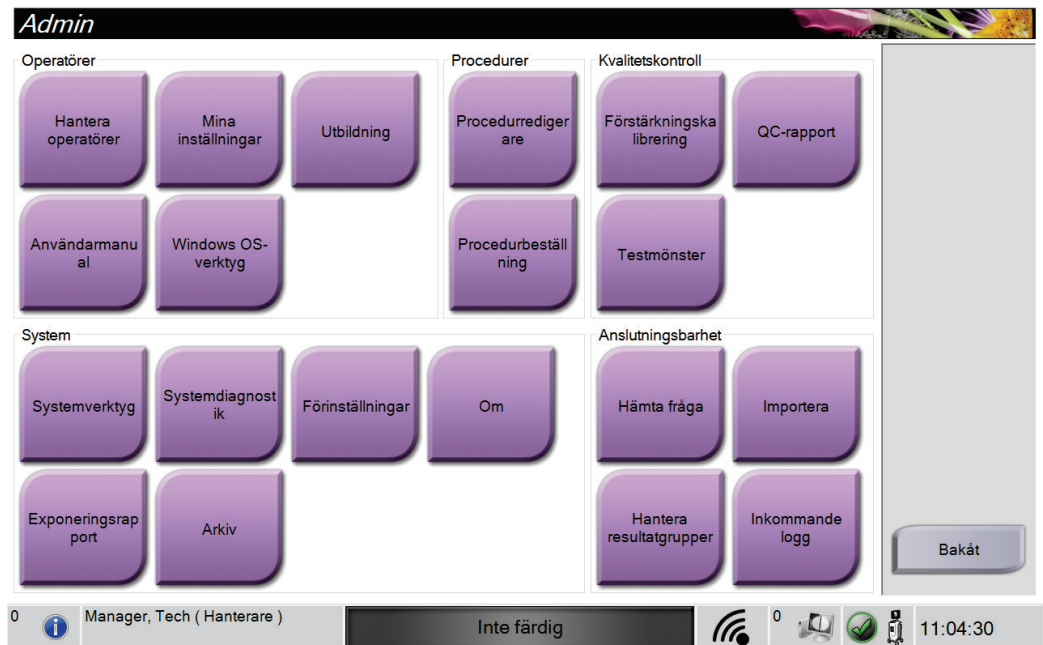 Admin
Operatörer
Hantera
operatörer
Mina
inställningar
Utbildning
Användarmanu
al
Windows OS-
verktyg
Procedurer
Procedurrediger
are
Procedurbeställ
ning
Kvalitetskontroll
Förstärkningska
librering
QC-rapport
Testmönster
System
Systemverktyg
Systemdiagnost
ik
Förinställningar
Om
Exponeringsrap
port
Arkiv
Anslutningsbarhet
Hämta fråga
Importera
Hantera
resultatgrupper
Inkommande
logg
Bakåt
0
Manager, Tech ( Hanterare )
Inte färdig
0
11:04:30